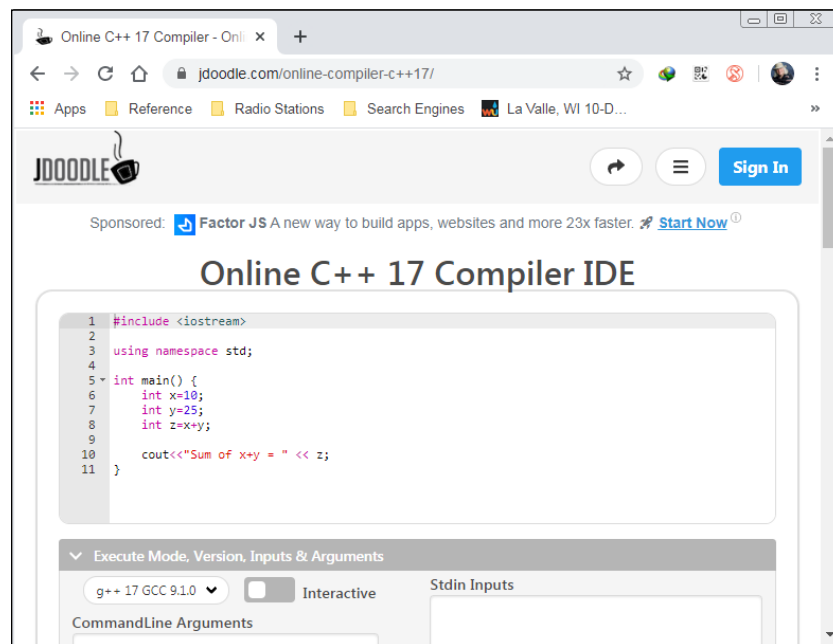 Online C++ 17 Compiler - Onli
jdoodle.com/online-compiler-c++17/
Apps Reference Radio Stations Search Engines La Valle, WI 10-D...
JDOODLE
Sign In
Sponsored: Factor JS A new way to build apps, websites and more 23x faster. 🚀 Start Now
Online C++ 17 Compiler IDE
1 #include <iostream>
2
3 using namespace std;
4
5 int main() {
6     int x=10;
7     int y=25;
8     int z=x+y;
9
10     cout<<"Sum of x+y = " << z;
11 }
Execute Mode, Version, Inputs & Arguments
g++ 17 GCC 9.1.0 Interactive
Stdin Inputs
CommandLine Arguments